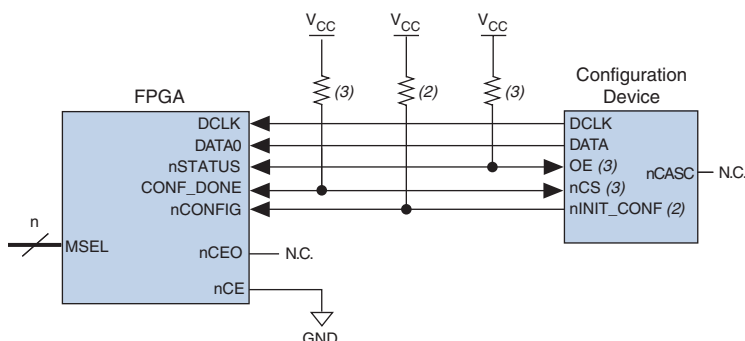 VCC VCC VCC
(3) (2) (3)
FPGA
Configuration
Device
DCLK
DATA0
nSTATUS
CONF_DONE
nCONFIG
n
MSEL
nCEO
N.C.
nCE
GND
DCLK
DATA
OE (3)
nCS (3)
nINIT_CONF (2)
nCASC
N.C.